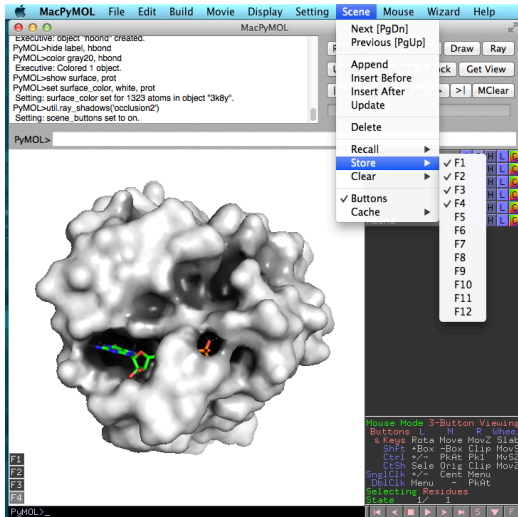 MacPyMOL File Edit Build Movie Display Setting Scene Mouse Wizard Help
MacPyMOL
Executive: object "hbond" created.
PyMOL>hide label, hbond
PyMOL>color gray20, hbond
Executive: Colored 1 object.
PyMOL>show surface, prot
PyMOL>set surface_color, white, prot
Setting: surface_color set for 1323 atoms in object "3k8y".
PyMOL>util.ray_shadows('occlusion2')
Setting: scene_buttons set to on.
PyMOL>
Draw Ray
Get View
>| MClear
Next [PgDn]
Previous [PgUp]
Append
Insert Before
Insert After
Update
Delete
Recall
Store
Clear
Buttons
Cache
F1
F2
F3
F4
F5
F6
F7
F8
F9
F10
F11
F12
H L C
H L C
H L C
H L C
H L C
Mouse Mode 3-Button Viewing
Buttons L M R Wheel
& Keys Rota Move MovZ Slab
Shft +Box -Box Clip MovS
Ctrl +/- PkAt Pk1 MvSZ
CtSh Sele Orig Clip MovZ
SnglClk +/- Cent Menu
DblClk Menu - PkAt
Selecting Residues
State 1/ 1
F1
F2
F3
F4
PyMOL>_
S F